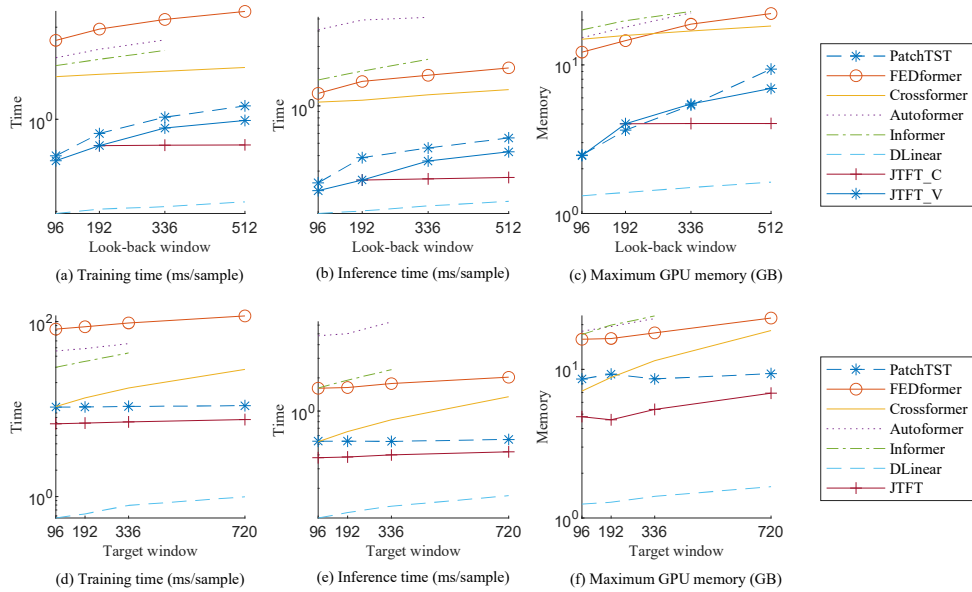 Time
10^0
96 192 336 512
Look-back window
(a) Training time (ms/sample)
Time
10^0
96 192 336 512
Look-back window
(b) Inference time (ms/sample)
Memory
10^1
10^0
96 192 336 512
Look-back window
(c) Maximum GPU memory (GB)
PatchTST
FEDformer
Crossformer
Autoformer
Informer
DLinear
JTFT_C
JTFT_V
Time
10^2
10^0
96 192 336 720
Target window
(d) Training time (ms/sample)
Time
10^0
96 192 336 720
Target window
(e) Inference time (ms/sample)
Memory
10^1
10^0
96 192 336 720
Target window
(f) Maximum GPU memory (GB)
PatchTST
FEDformer
Crossformer
Autoformer
Informer
DLinear
JTFT